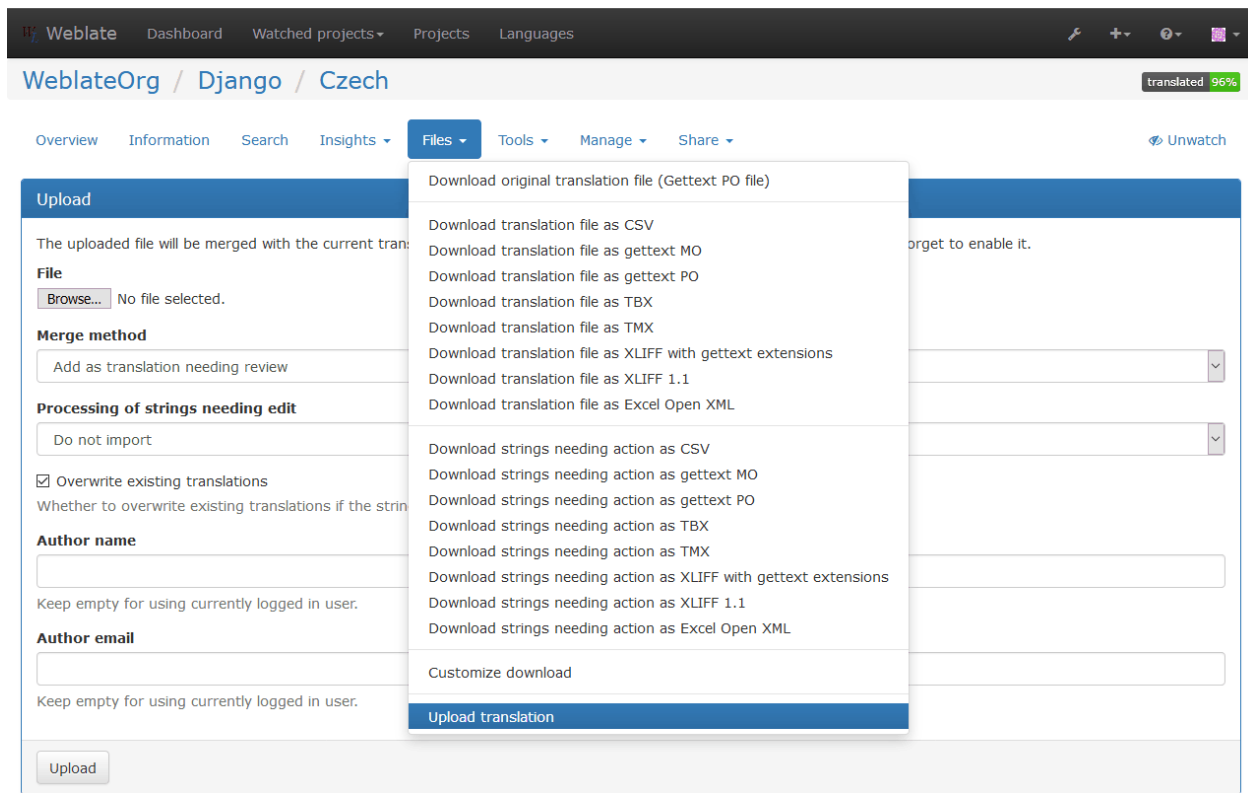 Weblate Dashboard Watched projects Projects Languages
WeblateOrg / Django / Czech
translated 96%
Overview Information Search Insights Files Tools Manage Share Unwatch
Upload
The uploaded file will be merged with the current
orget to enable it.
File
Browse... No file selected.
Merge method
Add as translation needing review
Processing of strings needing edit
Do not import
Overwrite existing translations
Whether to overwrite existing translations if the
Author name
Keep empty for using currently logged in user.
Author email
Keep empty for using currently logged in user.
Upload
Download original translation file (Gettext PO file)
Download translation file as CSV
Download translation file as gettext MO
Download translation file as gettext PO
Download translation file as TBX
Download translation file as TMX
Download translation file as XLIFF with gettext extensions
Download translation file as XLIFF 1.1
Download translation file as Excel Open XML
Download strings needing action as CSV
Download strings needing action as gettext MO
Download strings needing action as gettext PO
Download strings needing action as TBX
Download strings needing action as TMX
Download strings needing action as XLIFF with gettext extensions
Download strings needing action as XLIFF 1.1
Download strings needing action as Excel Open XML
Customize download
Upload translation